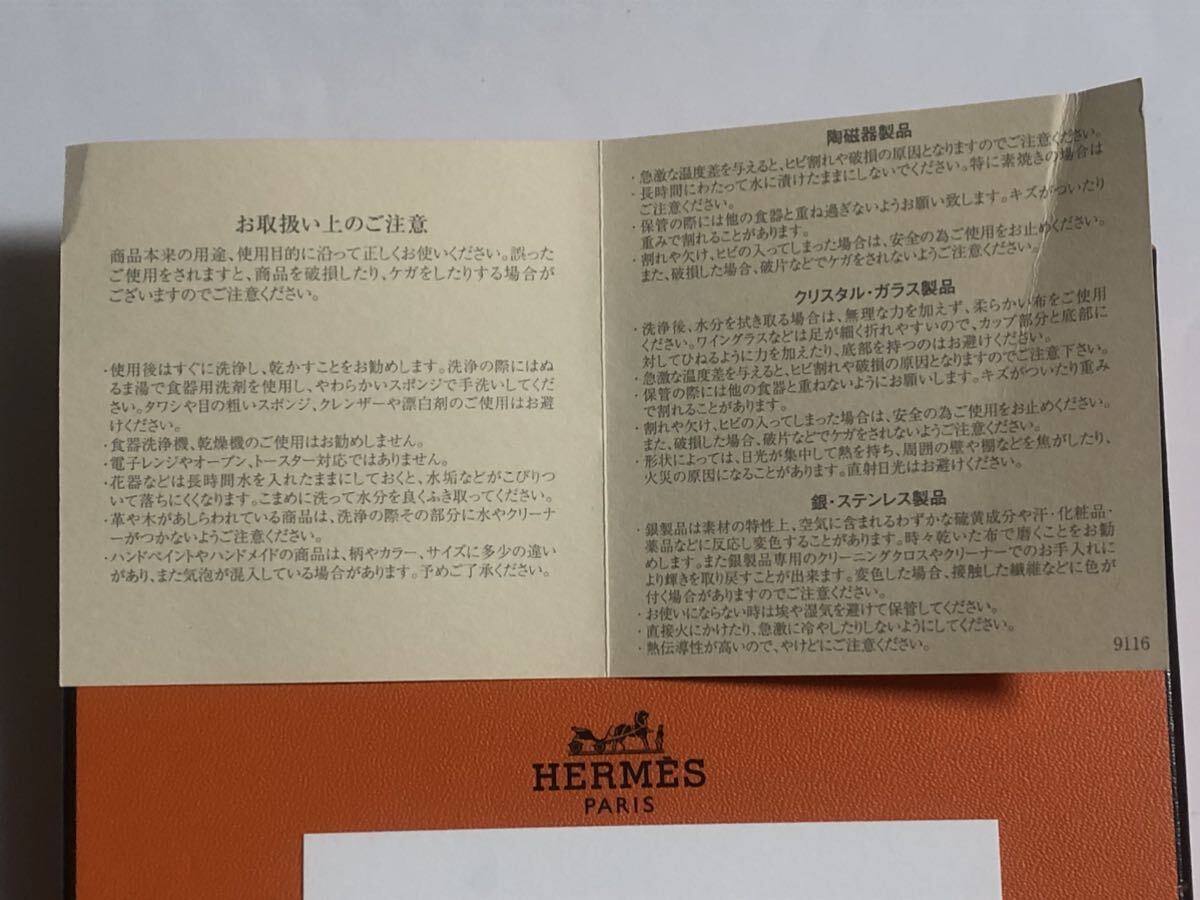 お取扱い上のご注意
商品本来の用途、使用目的に沿って正しくお使いください。誤った
ご使用をされますと、商品を破損したり、ケガをしたりする場合が
ございますのでご注意ください。
・使用後はすぐに洗浄し、乾かすことをお勧めします。洗浄の際にはぬ
るま湯で食器用洗剤を使用し、やわらかいスポンジで手洗いしてくだ
さい。タワシや目の粗いスポンジ、クレンザーや漂白剤のご使用はお避
けください。
・食器洗浄機、乾燥機のご使用はお勧めしません。
・電子レンジやオーブン、トースター対応ではありません。
・花器などは長時間水を入れたままにしておくと、水垢などがこびりつ
いて落ちにくくなります。こまめに洗って水分を良くふき取ってください。
・革や木があしらわれている商品は、洗浄の際その部分に水やクリーナ
ーがつかないようご注意ください。
・ハンドペイントやハンドメイドの商品は、柄やカラー、サイズに多少の違い
があり、また気泡が混入している場合があります。予めご了承ください。
陶磁器製品
・急激な温度差を与えると、ヒビ割れや破損の原因となりますのでご注意ください。
・長時間にわたって水に漬けたままにしないでください。特に素焼きの場合は
ご注意ください。
・保管の際には他の食器と重ね過ぎないようお願い致します。キズがついたり
重みで割れることがあります。
・割れや欠け、ヒビの入ってしまった場合は、安全の為ご使用をお止めください。
また、破損した場合、破片などでケガをされないようご注意ください。
クリスタル・ガラス製品
・洗浄後、水分を拭き取る場合は、無理な力を加えず、柔らかい布をご使用
ください。ワイングラスなどは足が細く折れやすいので、カップ部分と底部に
対してひねるように力を加えたり、底部を持つのはお避けください。
・急激な温度差を与えると、ヒビ割れや破損の原因となりますのでご注意下さい。
・保管の際には他の食器と重ねないようにお願いします。キズがついたり重み
で割れることがあります。
・割れや欠け、ヒビの入ってしまった場合は、安全の為ご使用をお止めください。
また、破損した場合、破片などでケガをされないようご注意ください。
・形状によっては、日光が集中して熱を持ち、周囲の壁や棚などを焦がしたり、
火災の原因になることがあります。直射日光はお避けください。
銀・ステンレス製品
・銀製品は素材の特性上、空気に含まれるわずかな硫黄成分や汗・化粧品・
薬品などに反応し変色することがあります。時々乾いた布で磨くことをお勧
めします。また銀製品専用のクリーニングクロスやクリーナーでのお手入れに
より輝きを取り戻すことが出来ます。変色した場合、接触した繊維などに色が
付く場合がありますのでご注意ください。
・お使いにならない時は埃や湿気を避けて保管してください。
・直接火にかけたり、急激に冷やしたりしないようにしてください。
・熱伝導性が高いので、やけどにご注意ください。
9116
HERMÈS
PARIS